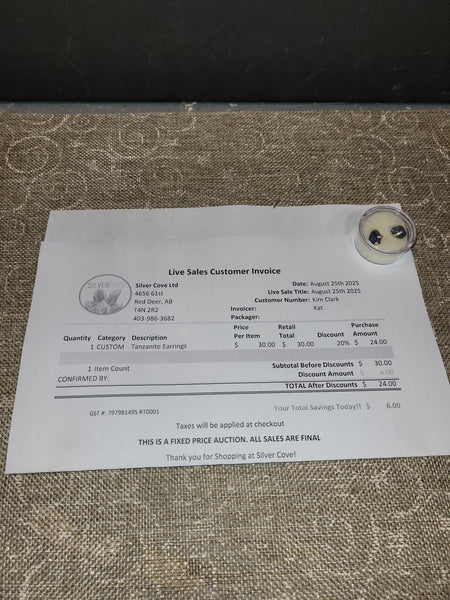 Live Sales Customer Invoice
SILVER COVE
Silver Cove Ltd
4656 61st
Red Deer, AB
T4N 2R2
403-986-3682
Date: August 25th 2025
Live Sale Title: August 25th 2025
Customer Number: Kim Clark
Invoicer: Kat
Packager:
Quantity Category Description Price Per Item Retail Total Discount Purchase Amount
1 CUSTOM Tanzanite Earrings $ 30.00 $ 30.00 20% $ 24.00
1 Item Count Subtotal Before Discounts $ 30.00
CONFIRMED BY: Discount Amount $ 6.00
TOTAL After Discounts $ 24.00
GST #: 797981495 RT0001 Your Total Savings Today!! $ 6.00
Taxes will be applied at checkout
THIS IS A FIXED PRICE AUCTION. ALL SALES ARE FINAL
Thank you for Shopping at Silver Cove!